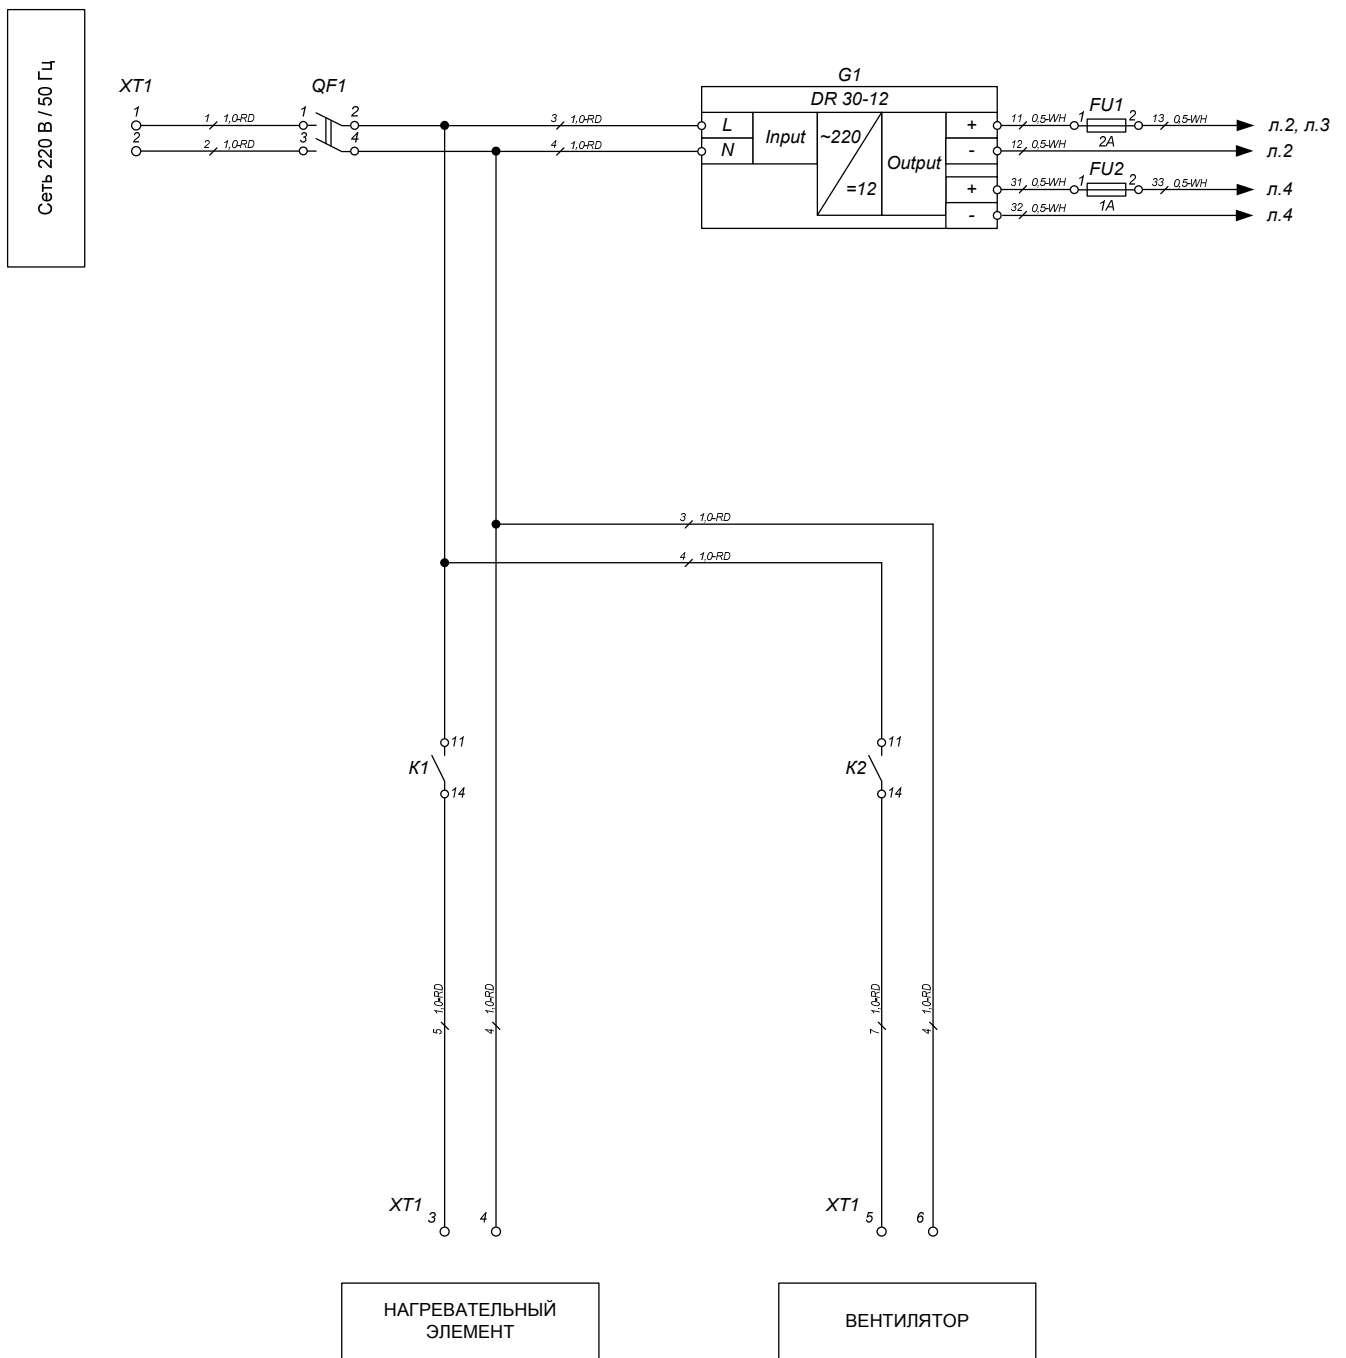 Сеть 220 В / 50 Гц
XT1
QF1
G1
DR 30-12
FU1
1
1 1,0-RD
1
2
3 1,0-RD
L
Input
~220
Output
+
11 0,5-WH
1
2
13 0,5-WH
л.2, л.3
2
2 1,0-RD
3
4
4 1,0-RD
N
-
12 0,5-WH
2A
л.2
FU2
=12
+
31 0,5-WH
1
2
33 0,5-WH
л.4
-
32 0,5-WH
1A
л.4
3 1,0-RD
4 1,0-RD
11
K1
14
11
K2
14
5 1,0-RD
4 1,0-RD
7 1,0-RD
4 1,0-RD
XT1
3
4
XT1
5
6
НАГРЕВАТЕЛЬНЫЙ
ЭЛЕМЕНТ
ВЕНТИЛЯТОР